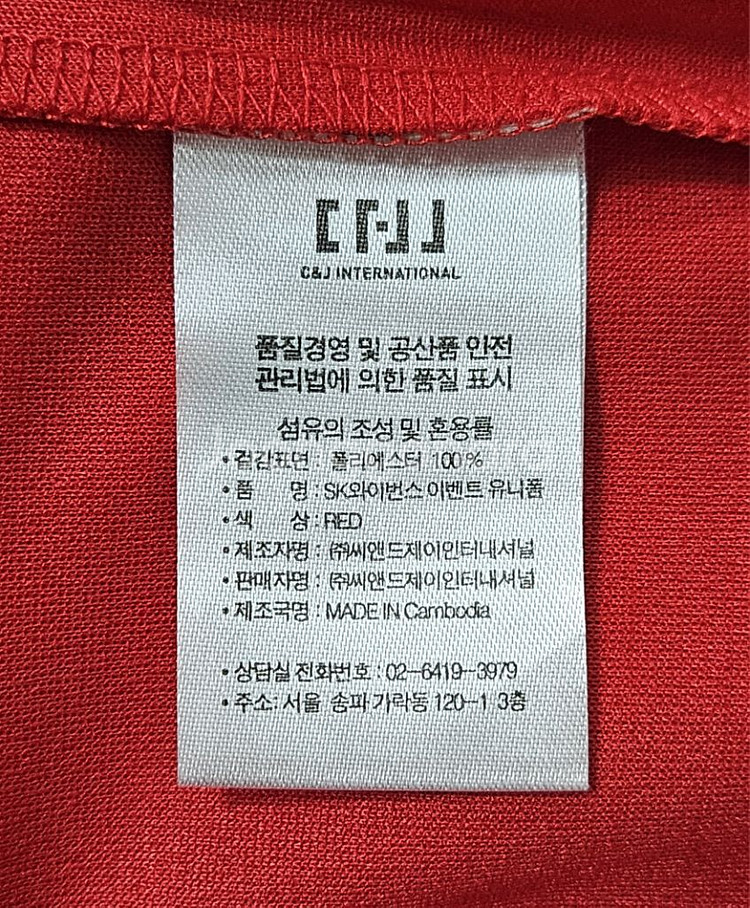 C&J
C&J INTERNATIONAL
품질경영 및 공산품 안전
관리법에 의한 품질 표시
섬유의 조성 및 혼용률
• 겉감표면 : 폴리에스터 100%
• 품 명 : SK와이번스 이벤트 유니폼
• 색 상 : RED
• 제조자명 : ㈜씨앤드제이인터내셔널
• 판매자명 : ㈜씨앤드제이인터내셔널
• 제조국명 : MADE IN Cambodia
• 상담실 전화번호 : 02-6419-3979
• 주소 : 서울 송파 가락동 120-1 3층